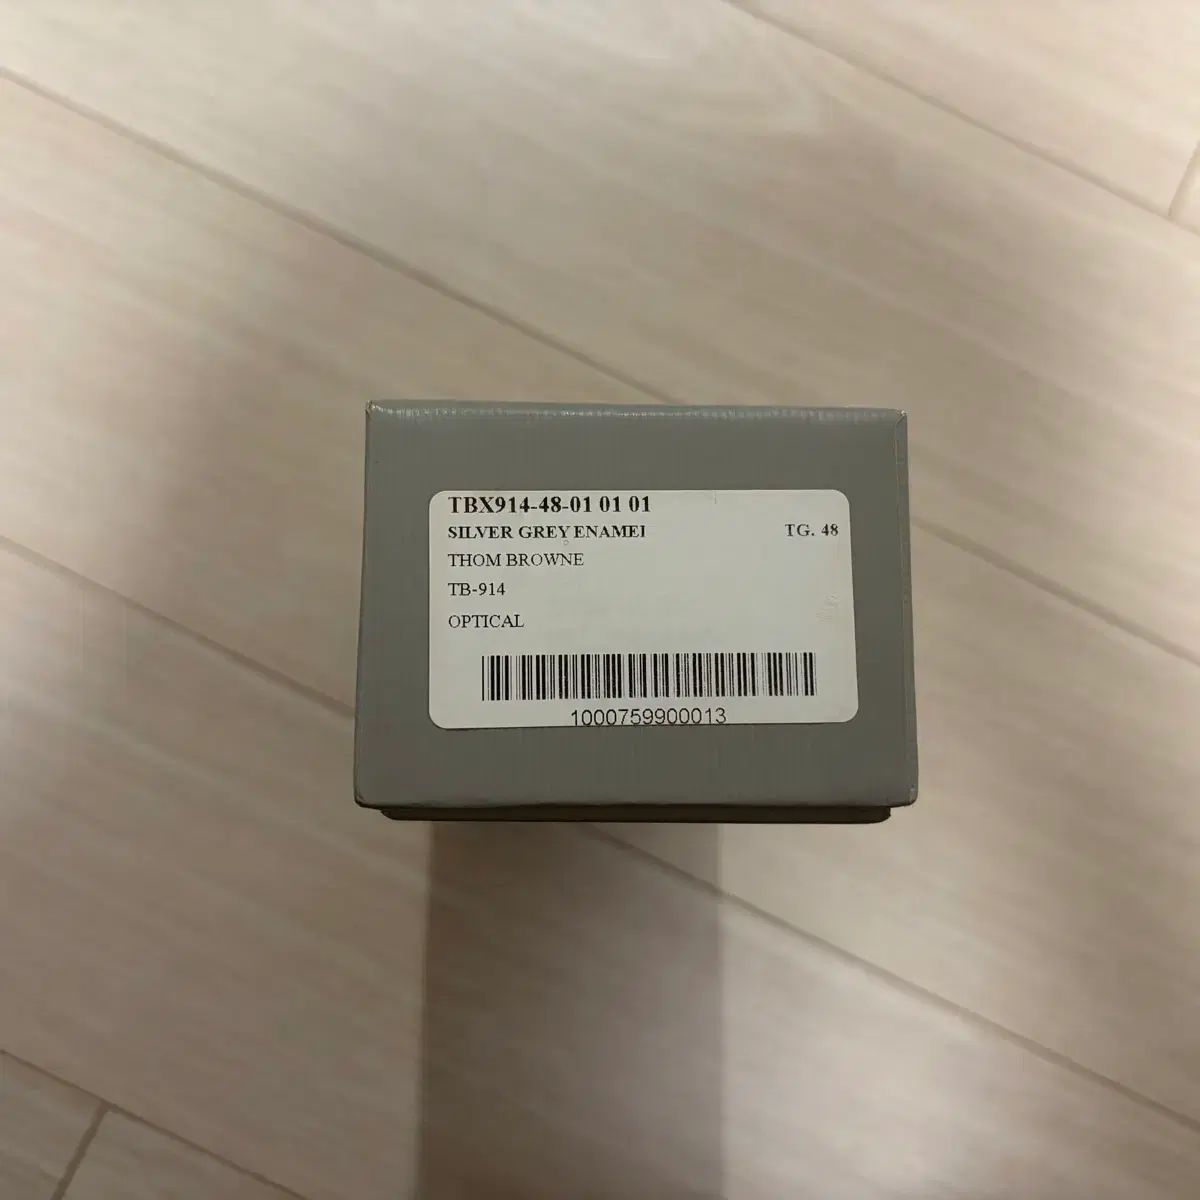 TBX914-48-01 01 01
SILVER GREY ENAMEI TG. 48
THOM BROWNE
TB-914
OPTICAL
1000759900013